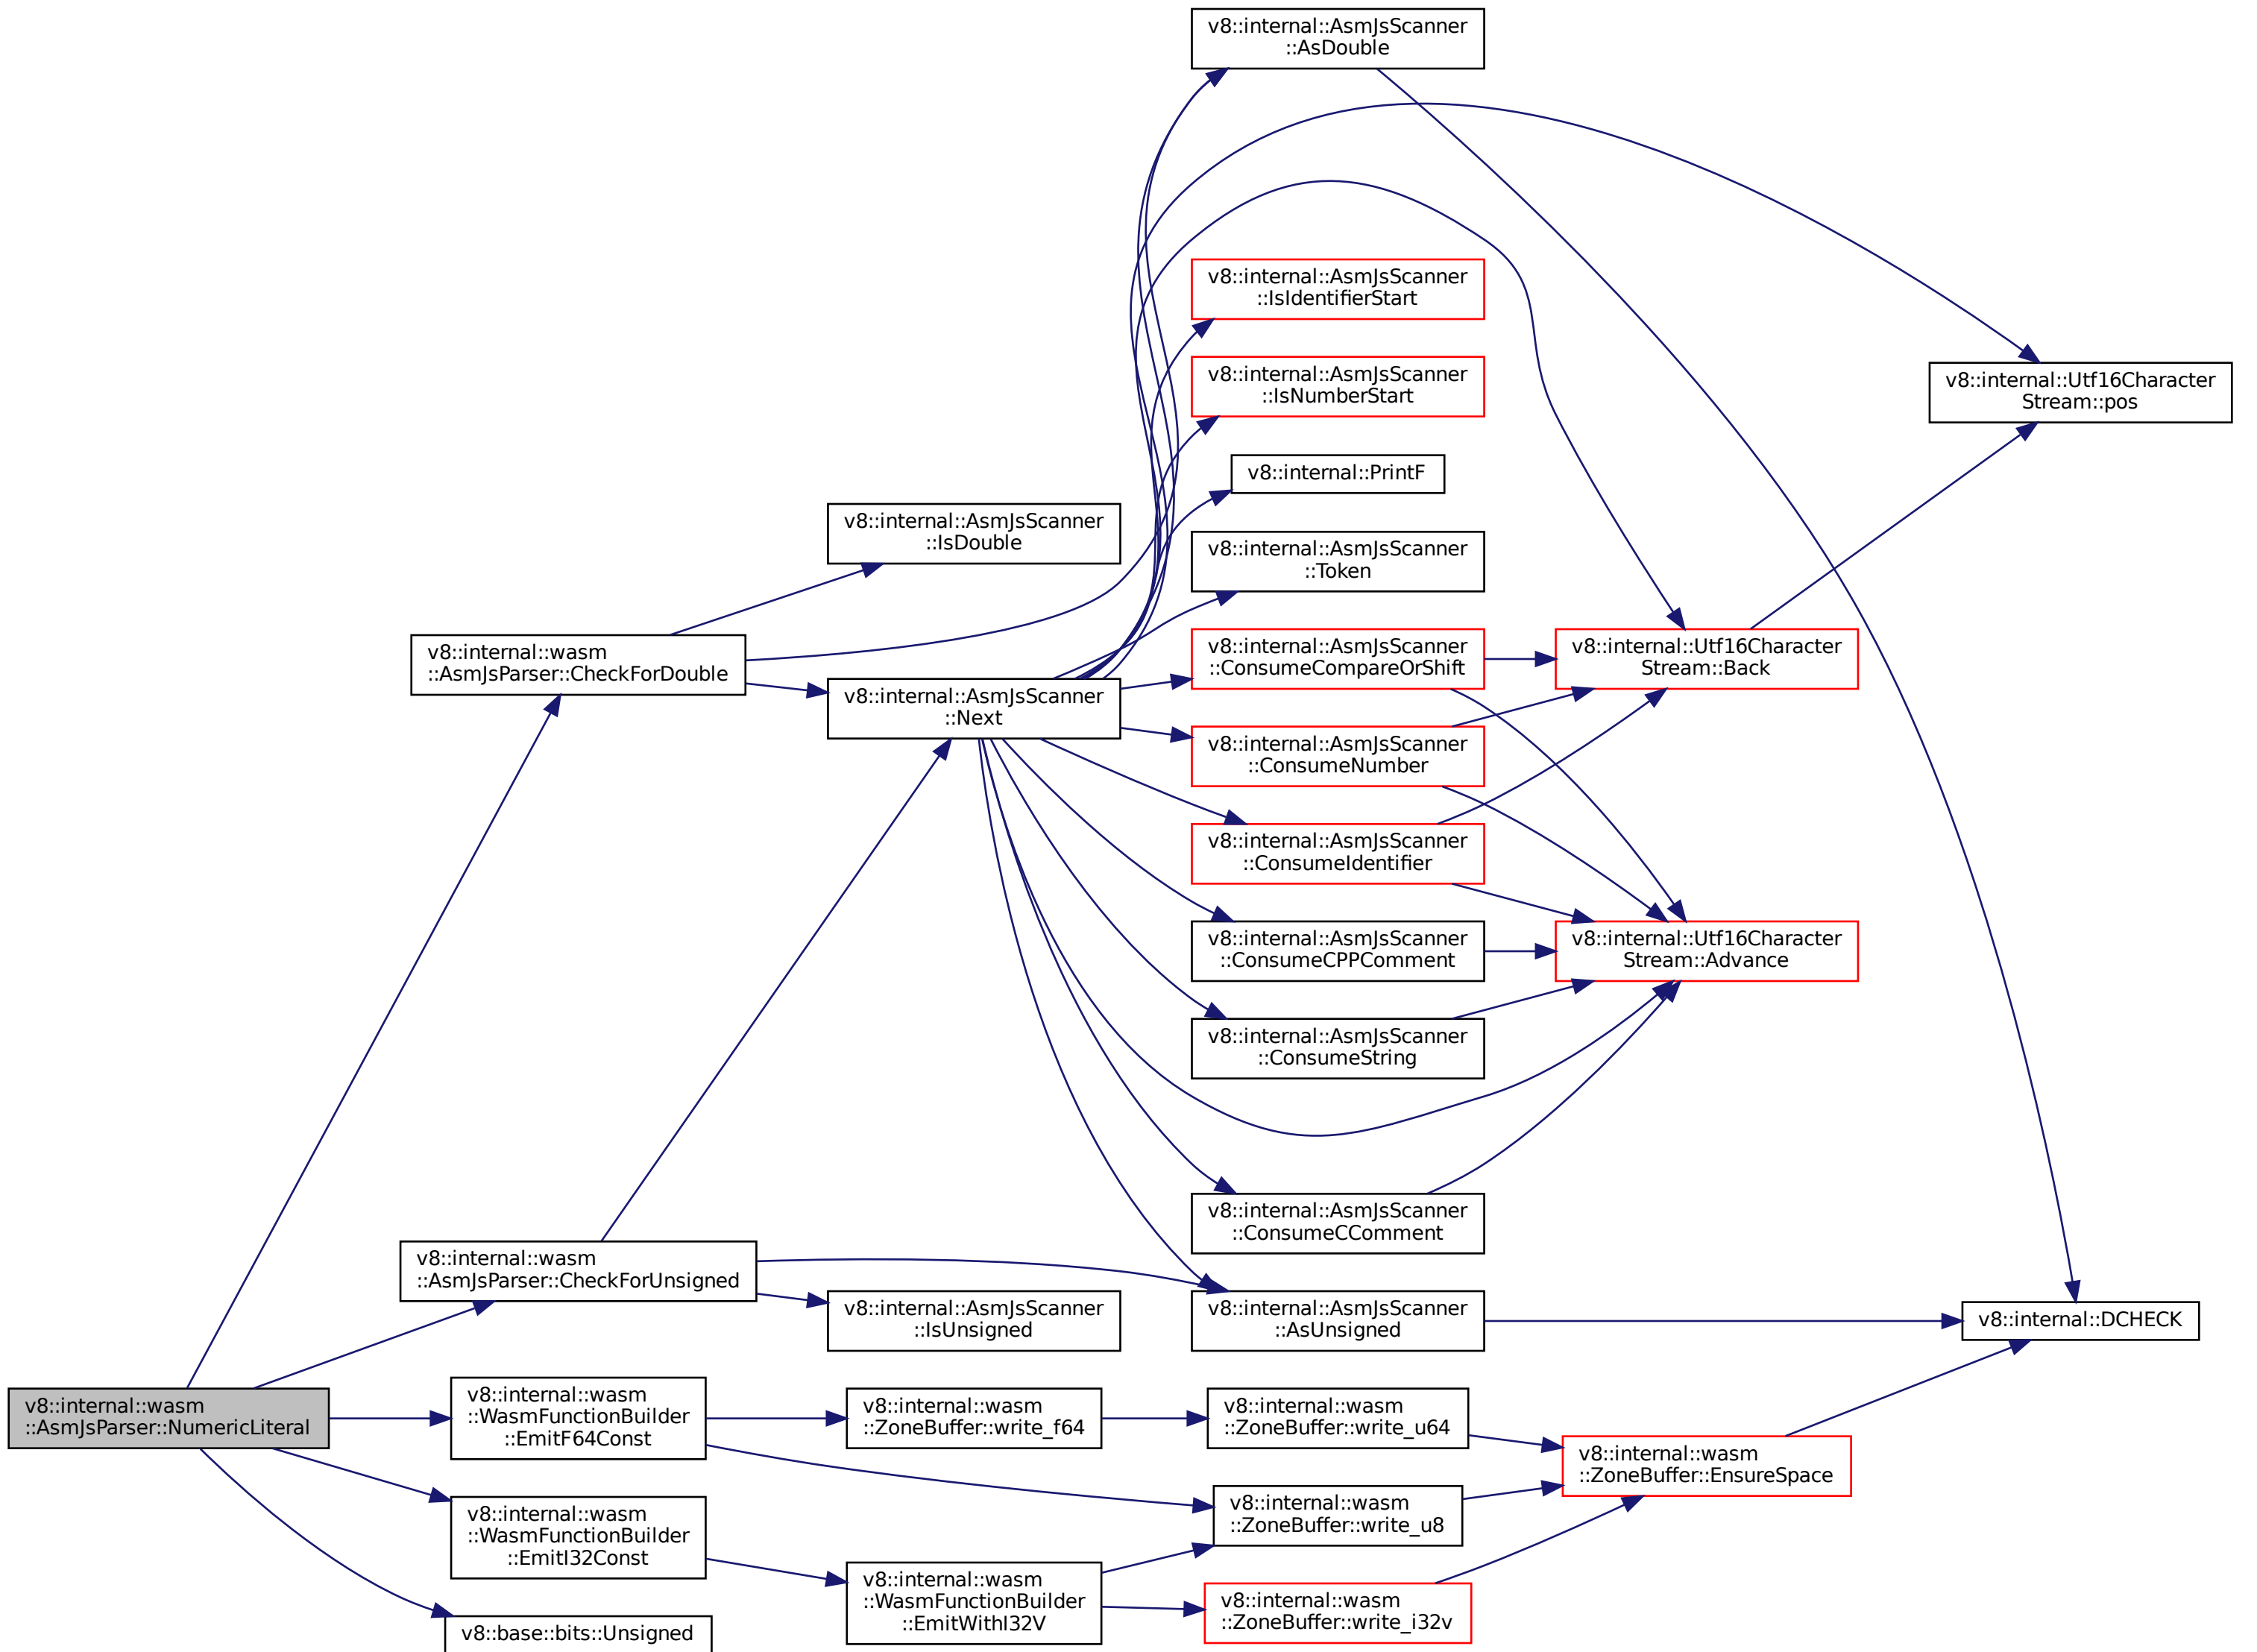 v8::internal::AsmJsScanner
::AsDouble
v8::internal::AsmJsScanner
::IsIdentifierStart
v8::internal::AsmJsScanner
::IsNumberStart
v8::internal::Utf16Character
Stream::pos
v8::internal::PrintF
v8::internal::AsmJsScanner
::IsDouble
v8::internal::AsmJsScanner
::Token
v8::internal::wasm
::AsmJsParser::CheckForDouble
v8::internal::AsmJsScanner
::ConsumeCompareOrShift
v8::internal::Utf16Character
Stream::Back
v8::internal::AsmJsScanner
::Next
v8::internal::AsmJsScanner
::ConsumeNumber
v8::internal::AsmJsScanner
::ConsumeIdentifier
v8::internal::AsmJsScanner
::ConsumeCPPComment
v8::internal::Utf16Character
Stream::Advance
v8::internal::AsmJsScanner
::ConsumeString
v8::internal::AsmJsScanner
::ConsumeCComment
v8::internal::wasm
::AsmJsParser::CheckForUnsigned
v8::internal::AsmJsScanner
::IsUnsigned
v8::internal::AsmJsScanner
::AsUnsigned
v8::internal::DCHECK
v8::internal::wasm
::AsmJsParser::NumericLiteral
v8::internal::wasm
::WasmFunctionBuilder
::EmitF64Const
v8::internal::wasm
::ZoneBuffer::write_f64
v8::internal::wasm
::ZoneBuffer::write_u64
v8::internal::wasm
::ZoneBuffer::EnsureSpace
v8::internal::wasm
::WasmFunctionBuilder
::EmitI32Const
v8::internal::wasm
::ZoneBuffer::write_u8
v8::internal::wasm
::WasmFunctionBuilder
::EmitWithI32V
v8::internal::wasm
::ZoneBuffer::write_i32v
v8::base::bits::Unsigned